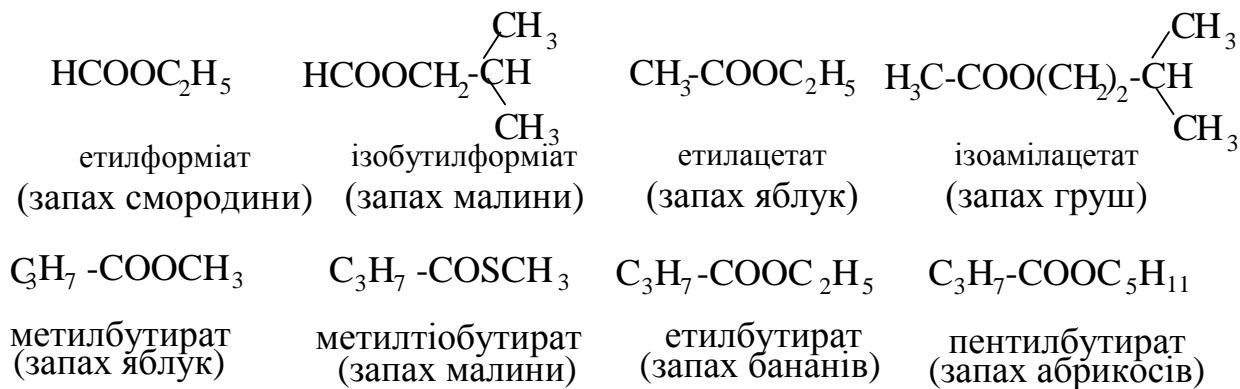 HCOOC₂H₅ HCOOCH₂-CH CH₃ CH₃ CH₃-COOC₂H₅ H₃C-COO(CH₂)₂-CH CH₃ CH₃
етилформіат ізобутилформіат етилацетат ізоамілацетат
(запах смородини) (запах малини) (запах яблук) (запах груш)
C₃H₇ -COOCH₃ C₃H₇ -COSCH₃ C₃H₇-COOC₂H₅ C₃H₇-COOC₅H₁₁
метилбутират метилтіобутират етилбутират пентилбутират
(запах яблук) (запах малини) (запах бананів) (запах абрикосів)